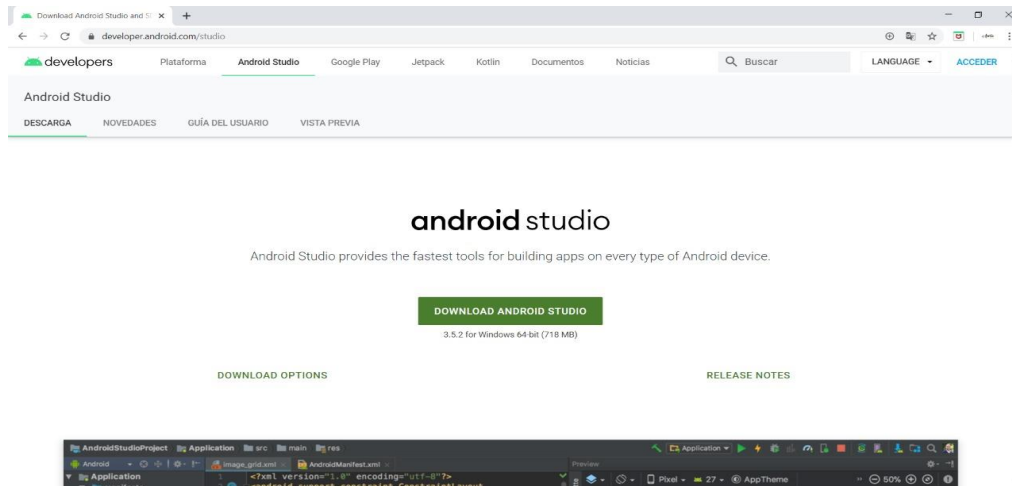 Download Android Studio and S
developer.android.com/studio
developers Plataforma Android Studio Google Play Jetpack Kotlin Documentos Noticias Buscar LANGUAGE ACCEDER
Android Studio
DESCARGA NOVEDADES GUÍA DEL USUARIO VISTA PREVIA
android studio
Android Studio provides the fastest tools for building apps on every type of Android device.
DOWNLOAD ANDROID STUDIO
3.5.2 for Windows 64-bit (718 MB)
DOWNLOAD OPTIONS RELEASE NOTES
AndroidStudioProject Application src main res Application
Android image_grid.xml AndroidManifest.xml Preview
Application 1 <?xml version="1.0" encoding="utf-8"?> Pixel 27 AppTheme 50%